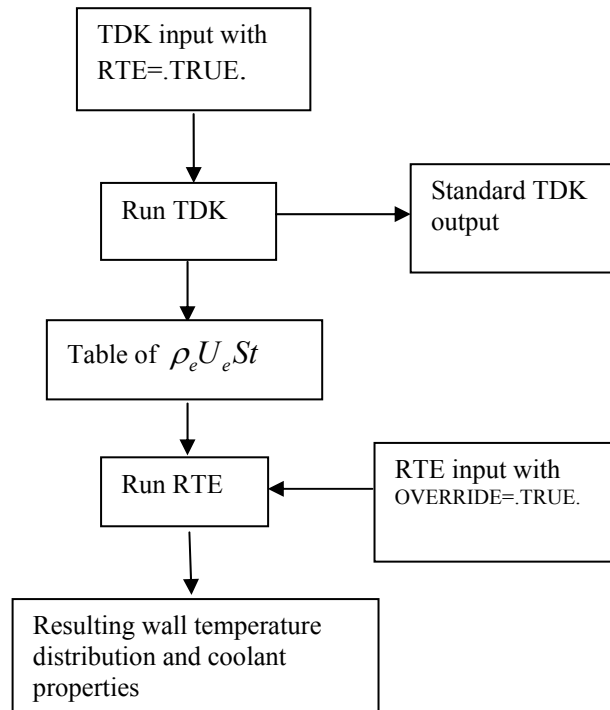 TDK input with
RTE=.TRUE.
Run TDK
Standard TDK
output
Table of ρₑUₑSt
Run RTE
RTE input with
OVERRIDE=.TRUE.
Resulting wall temperature
distribution and coolant
properties